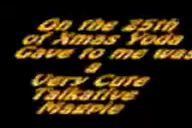 On the 25th
of Xmas Yoda
Gave to me was
a
Very Cute
Talkative
Magpie